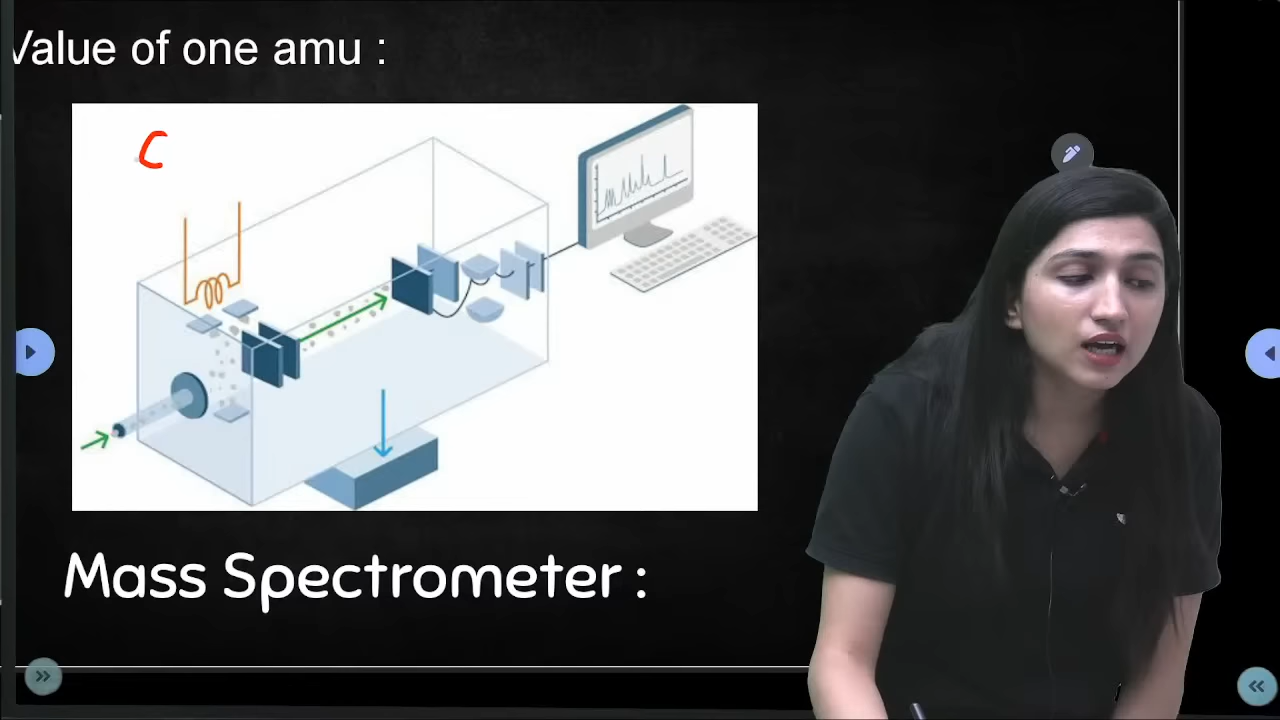 Value of one amu :
C
Mass Spectrometer :